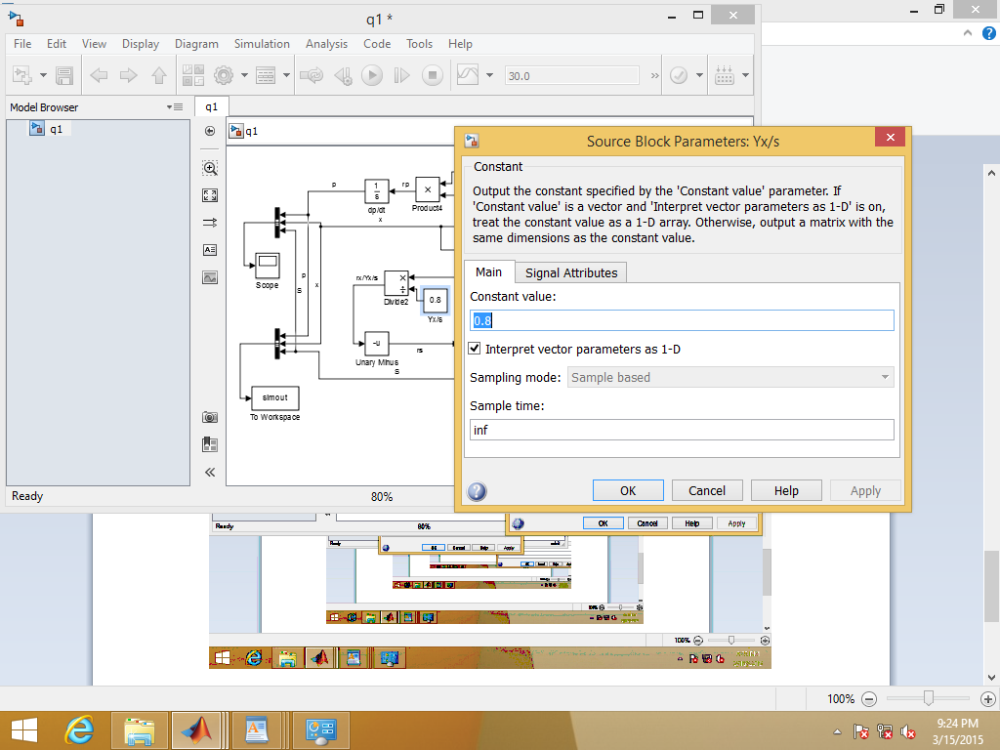 q1 *
File Edit View Display Diagram Simulation Analysis Code Tools Help
30.0
»
Model Browser
q1
q1
q1
p
1
s
dp/dt
x
rp
×
Product4
Scope
p
S
x
rx/Yx/s
×
÷
Divide2
0.8
Yx/s
-u
Unary Minus
S
rs
simout
To Workspace
Ready
80%
Source Block Parameters: Yx/s
Constant
Output the constant specified by the 'Constant value' parameter. If
'Constant value' is a vector and 'Interpret vector parameters as 1-D' is on,
treat the constant value as a 1-D array. Otherwise, output a matrix with the
same dimensions as the constant value.
Main Signal Attributes
Constant value:
0.8
Interpret vector parameters as 1-D
Sampling mode: Sample based
Sample time:
inf
OK Cancel Help Apply
Ready 80% OK Cancel Help Apply
100%
100%
9:24 PM
3/15/2015